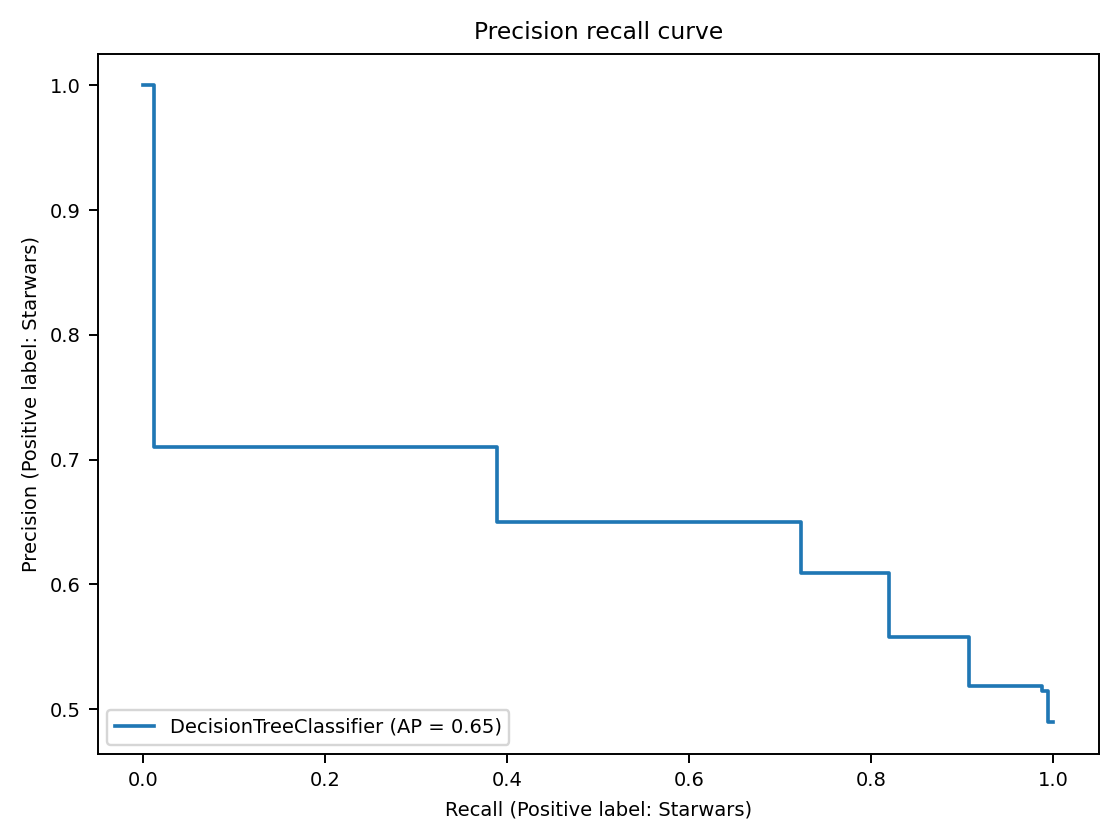 Precision recall curve
1.0
0.9
0.8
0.7
0.6
0.5
Precision (Positive label: Starwars)
DecisionTreeClassifier (AP = 0.65)
0.0 0.2 0.4 0.6 0.8 1.0
Recall (Positive label: Starwars)